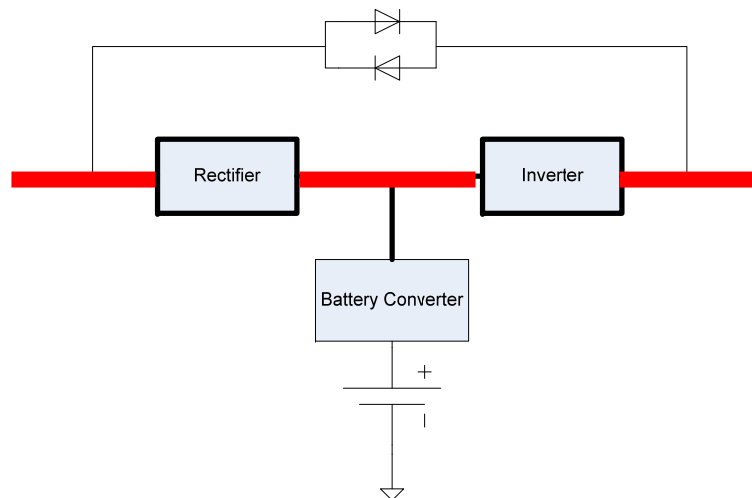 Rectifier
Inverter
Battery Converter
+
–